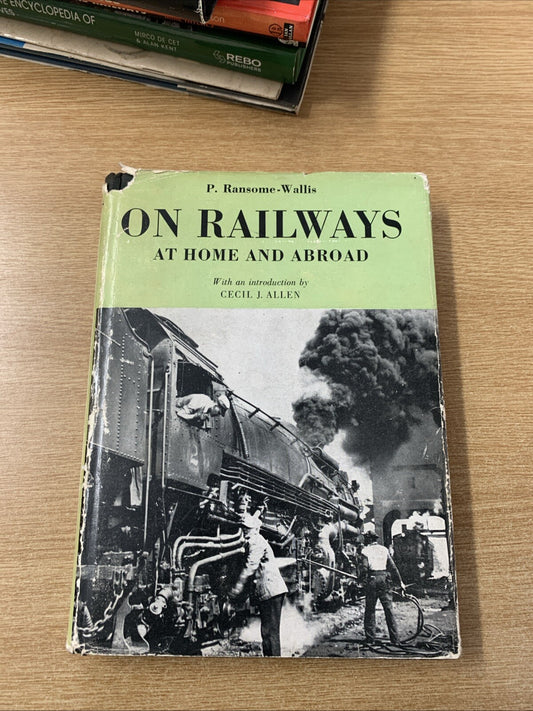 ENCYCLOPEDIA OF
MIRCO DE CET
& ALAN KENT
REBO
PUBLISHERS
P. Ransome-Wallis
ON RAILWAYS
AT HOME AND ABROAD
With an introduction by
CECIL J. ALLEN